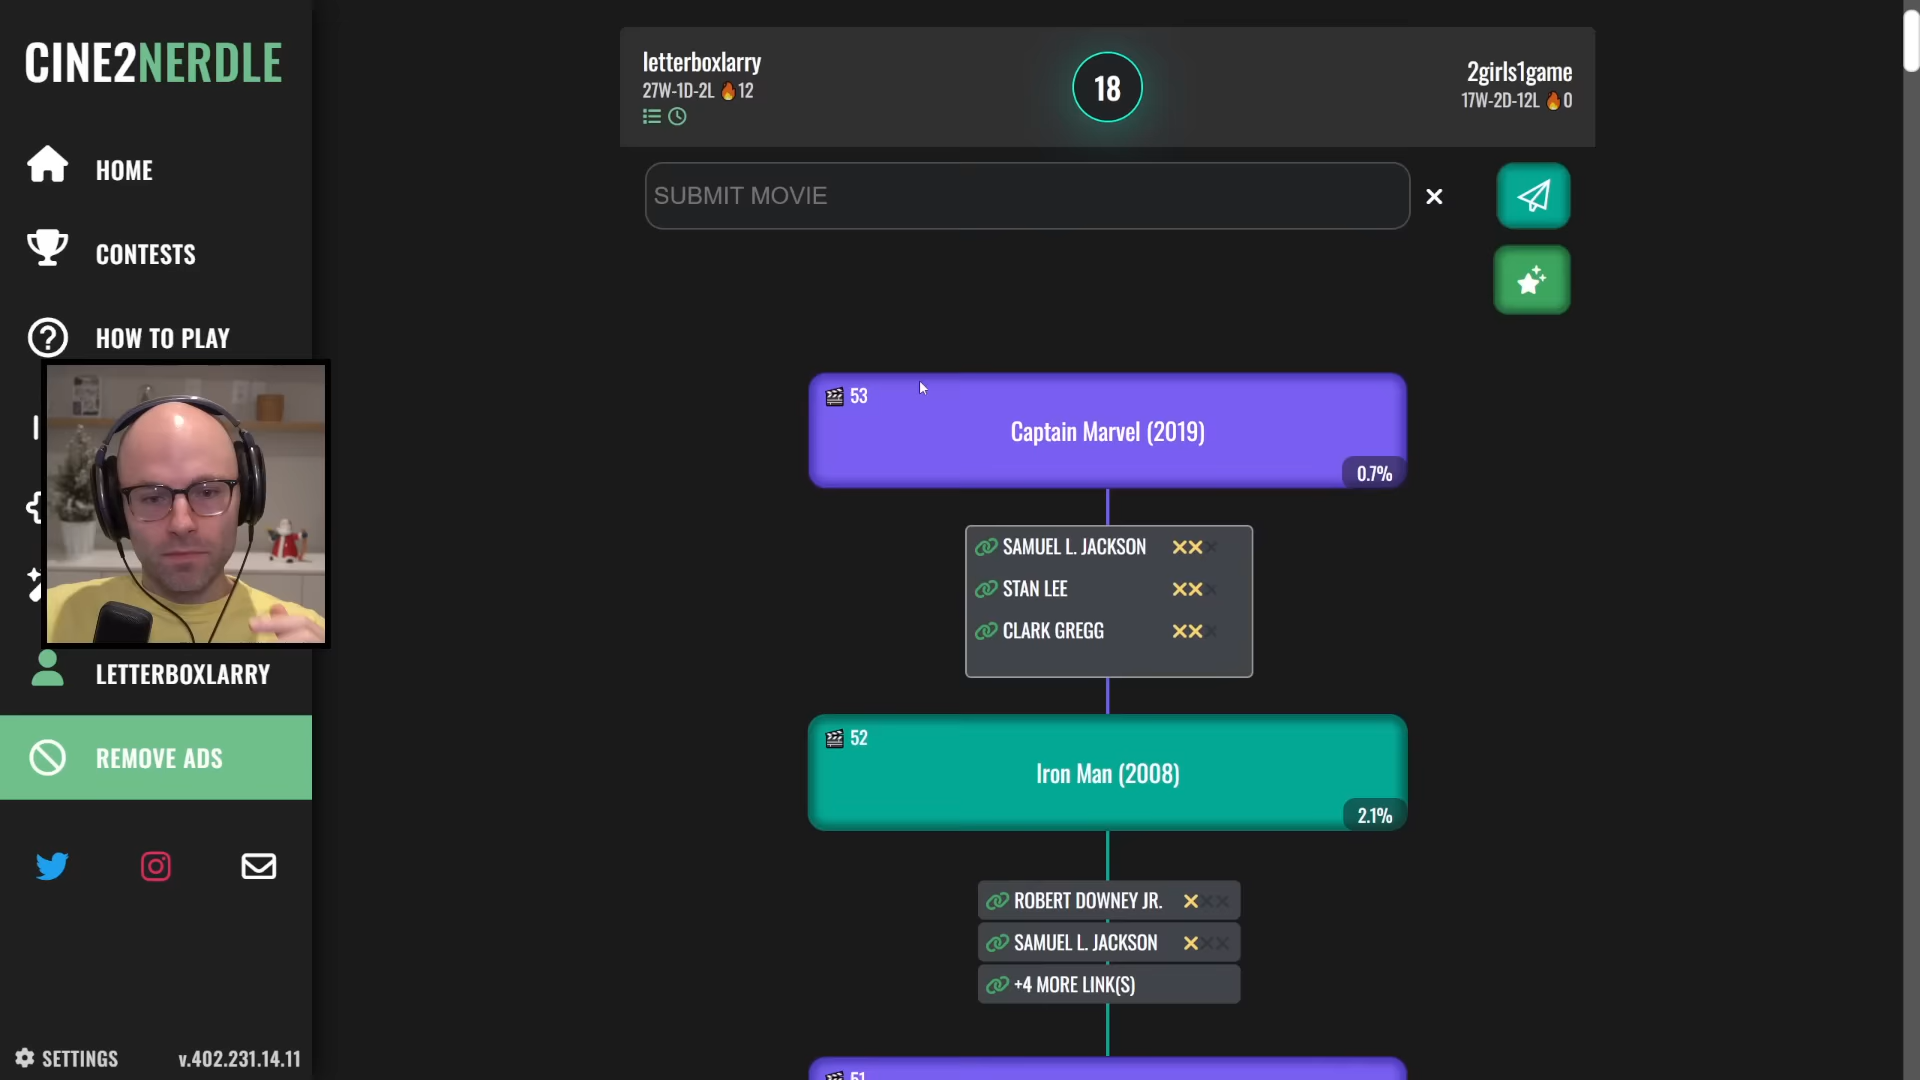 CINE2NERDLE
HOME
CONTESTS
HOW TO PLAY
LETTERBOXLARRY
REMOVE ADS
SETTINGS
v.402.231.14.11
letterboxlarry
27W-1D-2L 🔥12
18
2girls1game
17W-2D-12L 🔥0
SUBMIT MOVIE
53
Captain Marvel (2019)
0.7%
SAMUEL L. JACKSON
STAN LEE
CLARK GREGG
52
Iron Man (2008)
2.1%
ROBERT DOWNEY JR.
SAMUEL L. JACKSON
+4 MORE LINK(S)
51